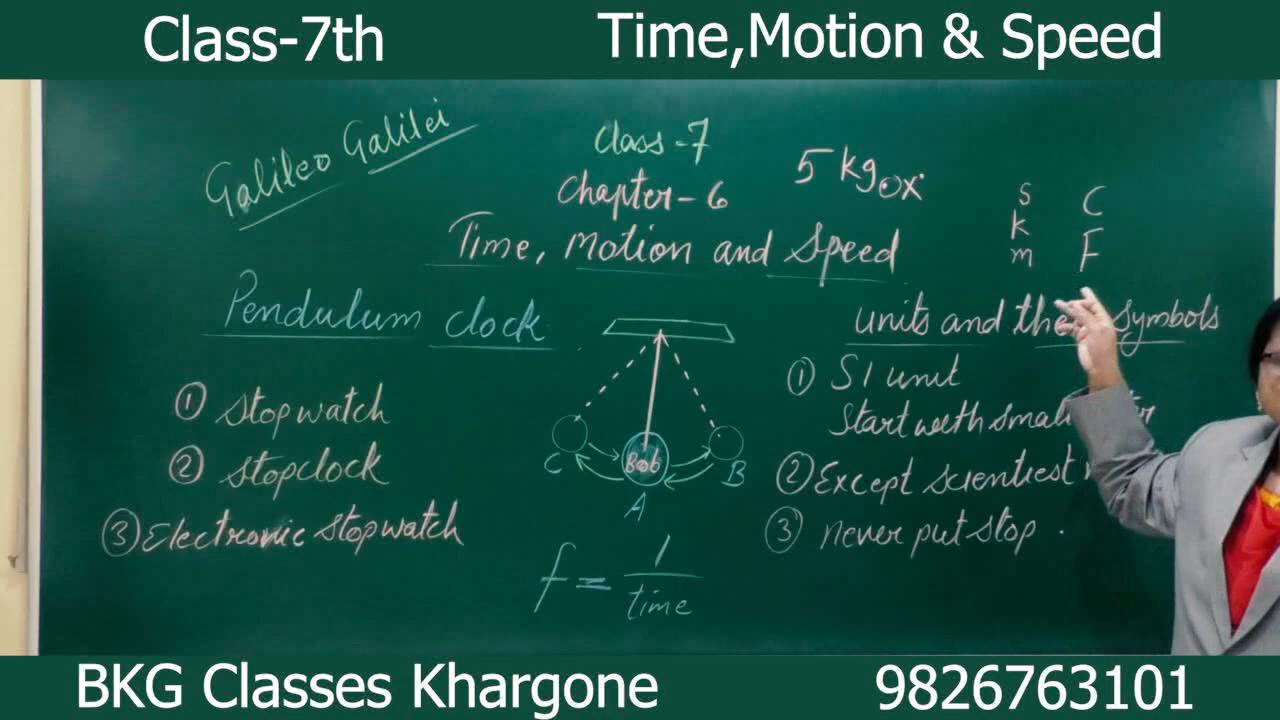 Class-7th
Time,Motion & Speed
Galileo Galilei
Class-7
Chapter-6
Time, Motion and Speed
5 kg
s C
k F
m
Pendulum clock
① Stopwatch
② Stopclock
③ Electronic Stopwatch
C
Bob
B
A
f = 1/time
units and Symbols
① SI unit
Start with small
② Except scientiest
③ never put stop .
BKG Classes Khargone
9826763101